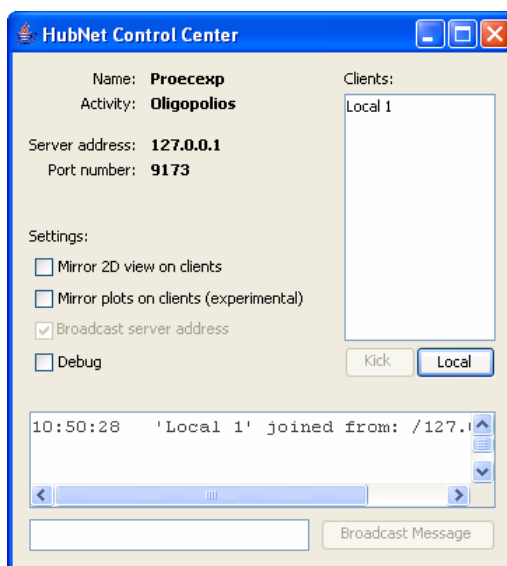 HubNet Control Center
Name: Proecexp
Activity: Oligopolios
Server address: 127.0.0.1
Port number: 9173
Clients:
Local 1
Settings:
Mirror 2D view on clients
Mirror plots on clients (experimental)
Broadcast server address
Debug
Kick
Local
10:50:28 'Local 1' joined from: /127.
Broadcast Message